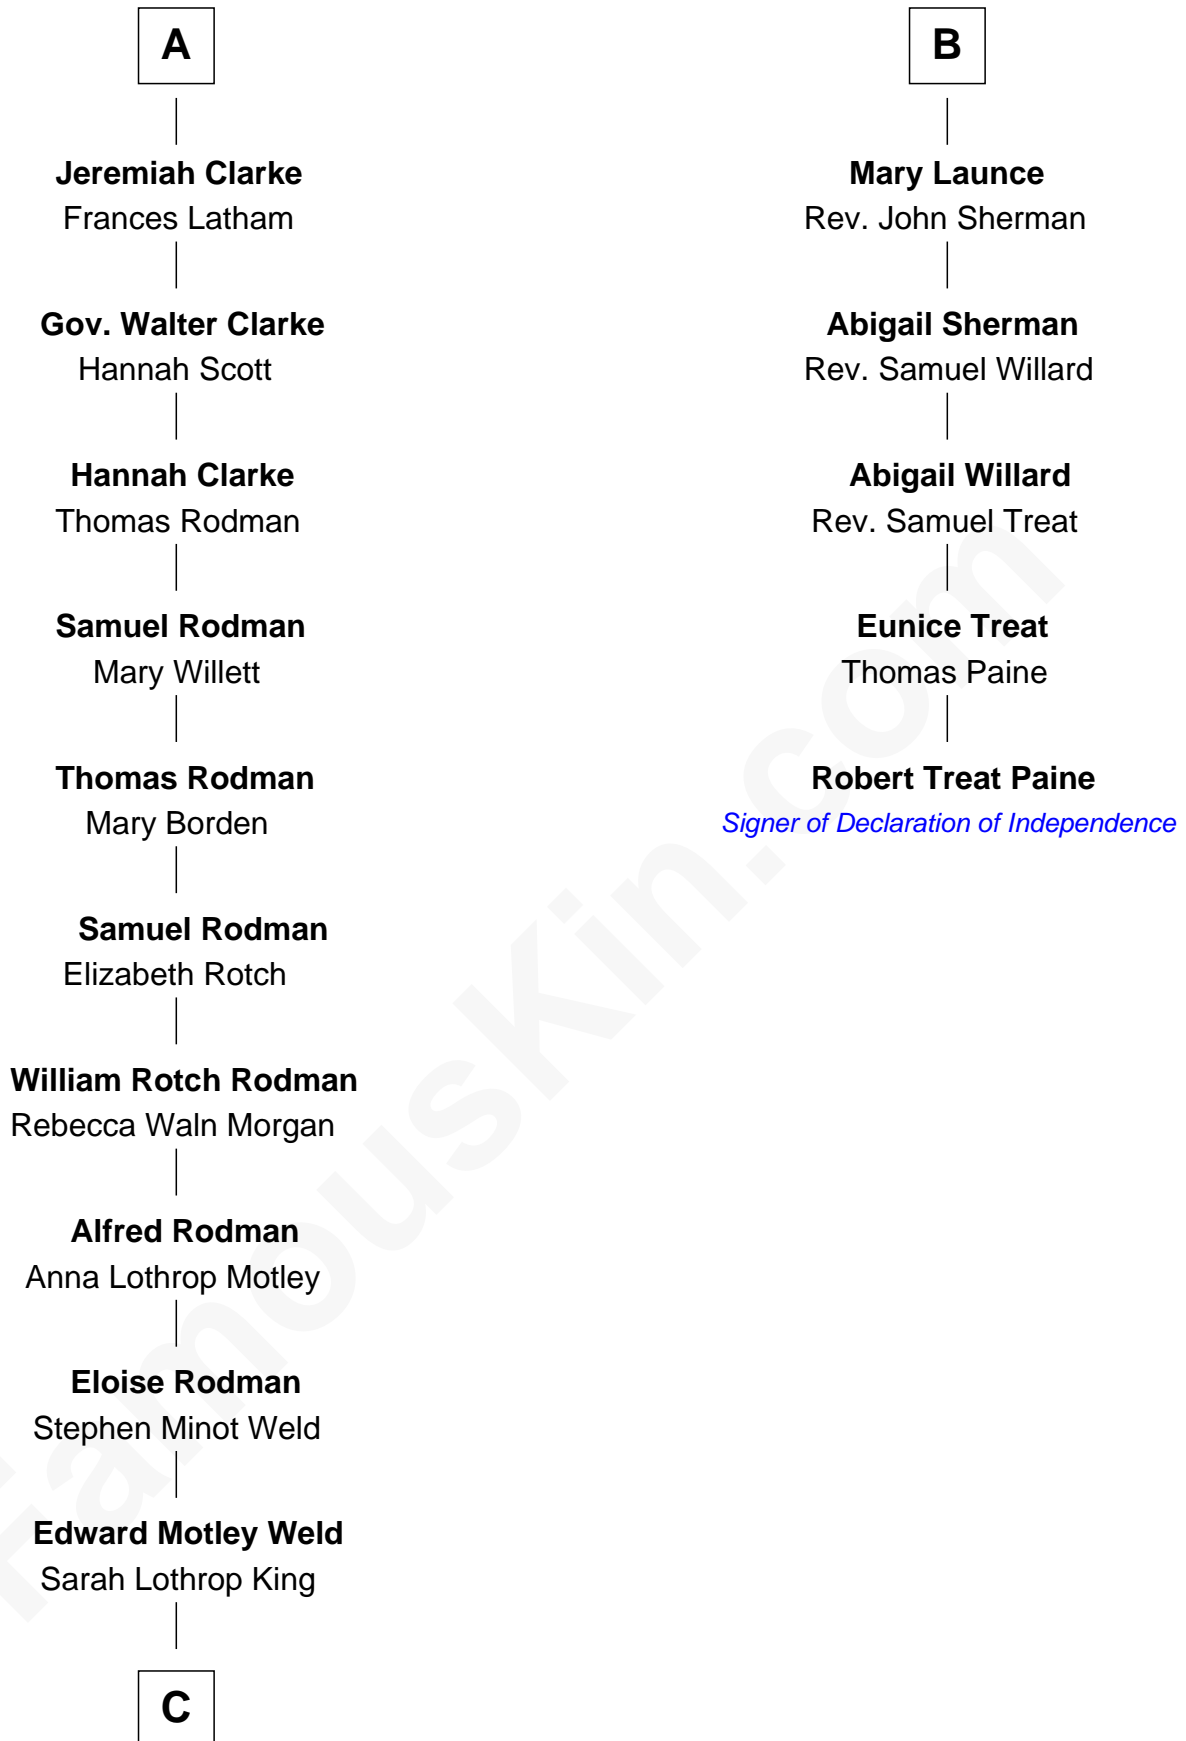 A
Jeremiah Clarke
Frances Latham
Gov. Walter Clarke
Hannah Scott
Hannah Clarke
Thomas Rodman
Samuel Rodman
Mary Willett
Thomas Rodman
Mary Borden
Samuel Rodman
Elizabeth Rotch
William Rotch Rodman
Rebecca Waln Morgan
Alfred Rodman
Anna Lothrop Motley
Eloise Rodman
Stephen Minot Weld
Edward Motley Weld
Sarah Lothrop King
C
B
Mary Launce
Rev. John Sherman
Abigail Sherman
Rev. Samuel Willard
Abigail Willard
Rev. Samuel Treat
Eunice Treat
Thomas Paine
Robert Treat Paine
Signer of Declaration of Independence
FamousKin.com